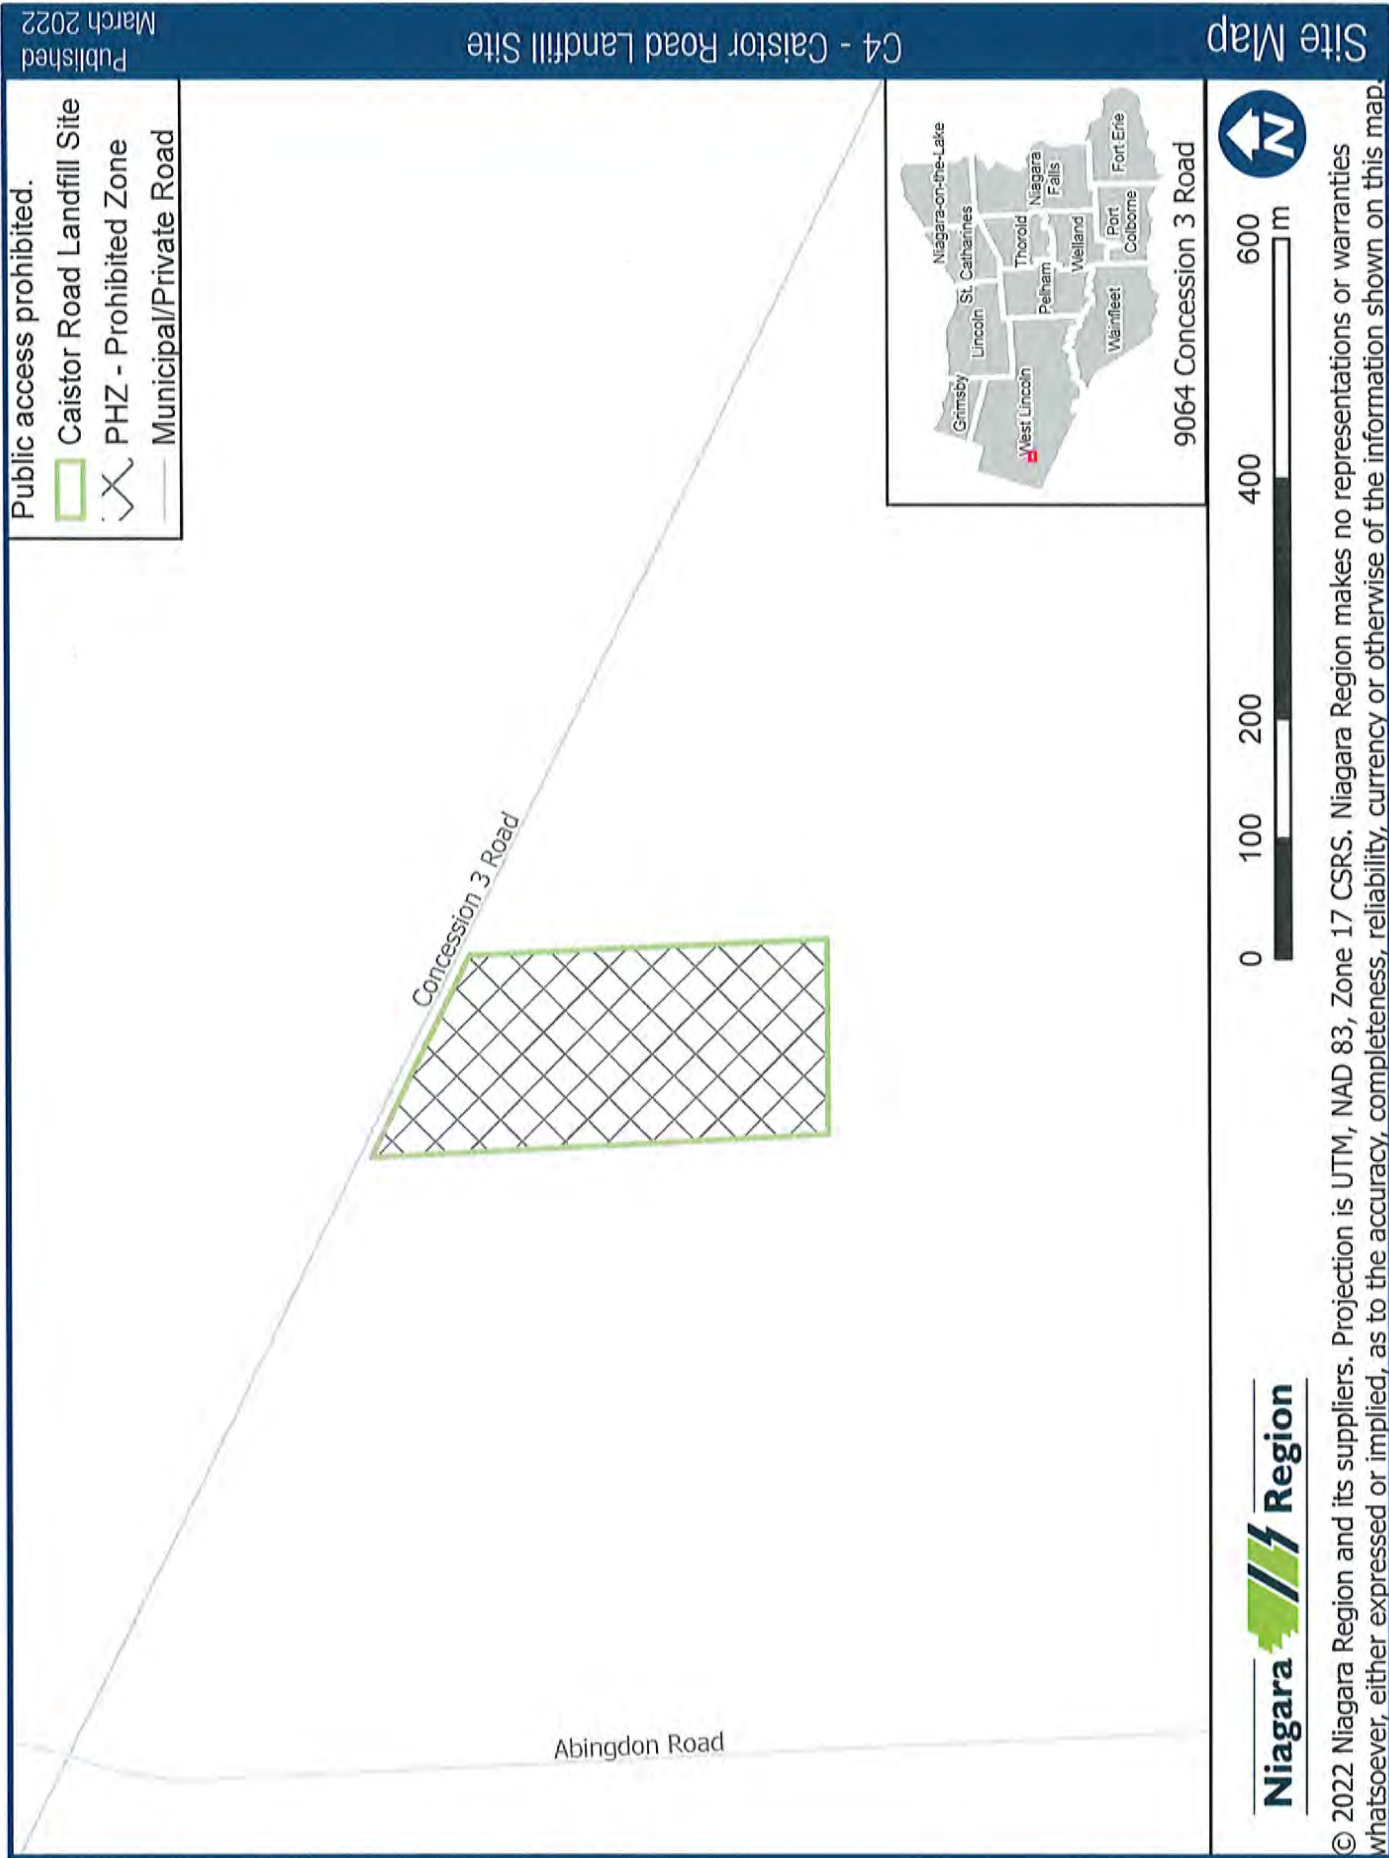 Public access prohibited.
Caistor Road Landfill Site
PHZ - Prohibited Zone
Municipal/Private Road
Concession 3 Road
Abingdon Road
Grimsby
Lincoln
St. Catharines
Niagara-on-the-Lake
West Lincoln
Pelham
Thorold
Niagara
Falls
Welland
Wainfleet
Port
Colborne
Fort Erie
9064 Concession 3 Road
Niagara Region
0 100 200 400 600
m
N
© 2022 Niagara Region and its suppliers. Projection is UTM, NAD 83, Zone 17 CSRS. Niagara Region makes no representations or warranties
whatsoever, either expressed or implied, as to the accuracy, completeness, reliability, currency or otherwise of the information shown on this map.
Site Map
C4 - Caistor Road Landfill Site
Published
March 2022